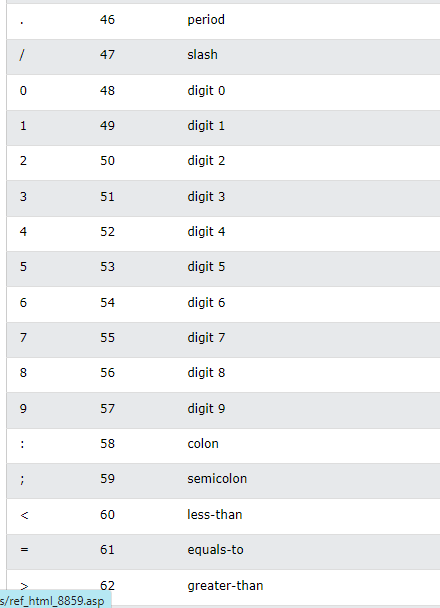 . 46 period
/ 47 slash
0 48 digit 0
1 49 digit 1
2 50 digit 2
3 51 digit 3
4 52 digit 4
5 53 digit 5
6 54 digit 6
7 55 digit 7
8 56 digit 8
9 57 digit 9
: 58 colon
; 59 semicolon
< 60 less-than
= 61 equals-to
> 62 greater-than
s/ref_html_8859.asp